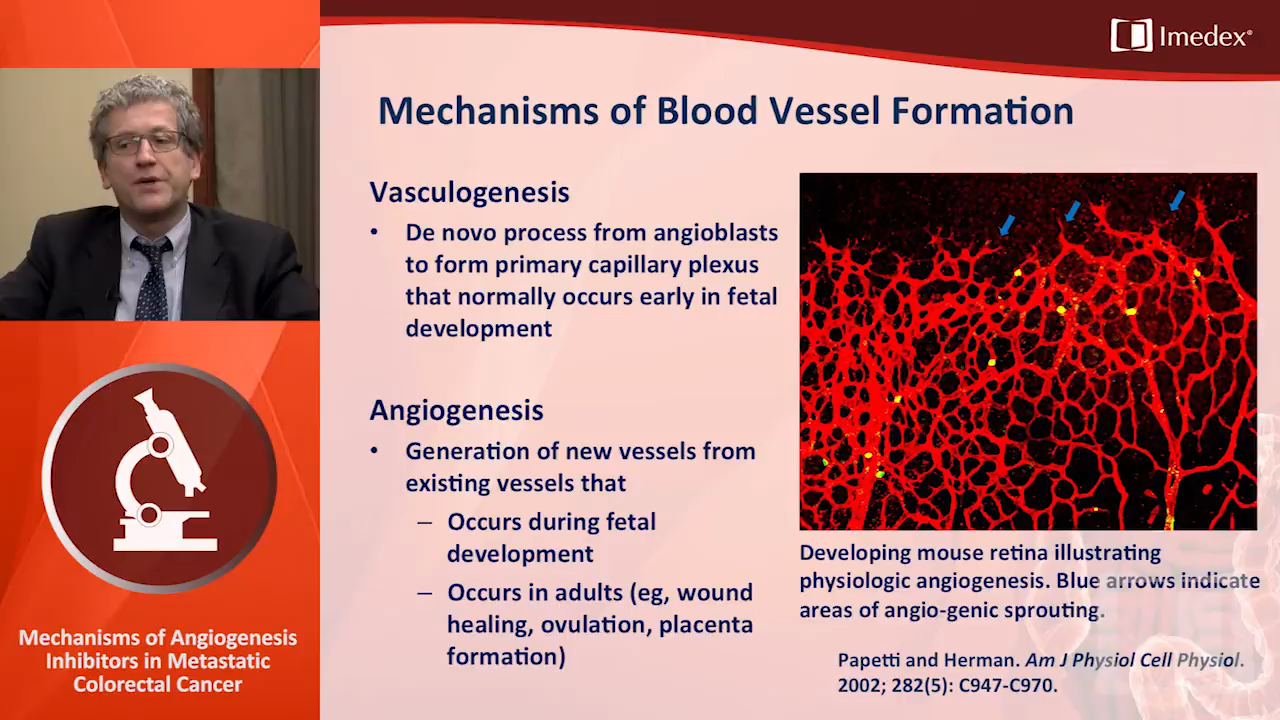 Imedex®
Mechanisms of Blood Vessel Formation
Vasculogenesis
• De novo process from angioblasts
to form primary capillary plexus
that normally occurs early in fetal
development
Angiogenesis
• Generation of new vessels from
existing vessels that
– Occurs during fetal
development
– Occurs in adults (eg, wound
healing, ovulation, placenta
formation)
Developing mouse retina illustrating
physiologic angiogenesis. Blue arrows indicate
areas of angio-genic sprouting.
Papetti and Herman. Am J Physiol Cell Physiol.
2002; 282(5): C947-C970.
Mechanisms of Angiogenesis
Inhibitors in Metastatic
Colorectal Cancer